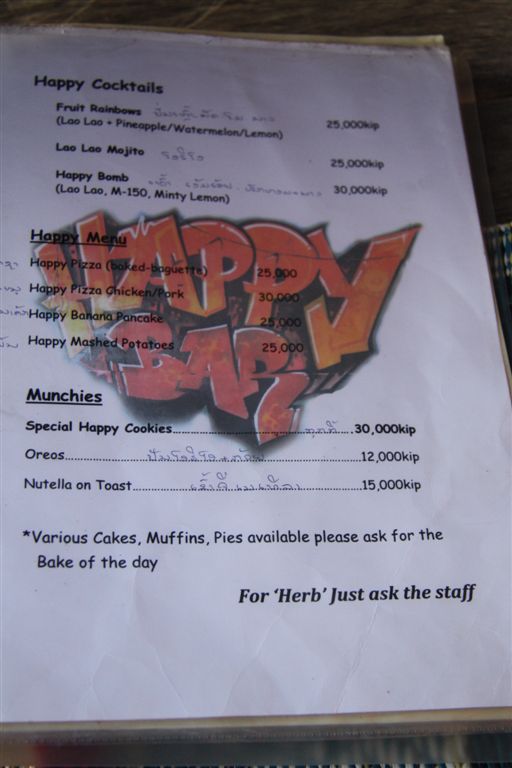 Happy Cocktails
Fruit Rainbows
(Lao Lao + Pineapple/Watermelon/Lemon) 25,000kip
Lao Lao Mojito
25,000kip
Happy Bomb
(Lao Lao, M-150, Minty Lemon) 30,000kip
HAPPY BAR
Happy Menu
Happy Pizza (baked-baguette) 25,000
Happy Pizza Chicken/Pork 30,000
Happy Banana Pancake 25,000
Happy Mashed Potatoes 25,000
Munchies
Special Happy Cookies 30,000kip
Oreos 12,000kip
Nutella on Toast 15,000kip
*Various Cakes, Muffins, Pies available please ask for the
Bake of the day
For ‘Herb’ Just ask the staff